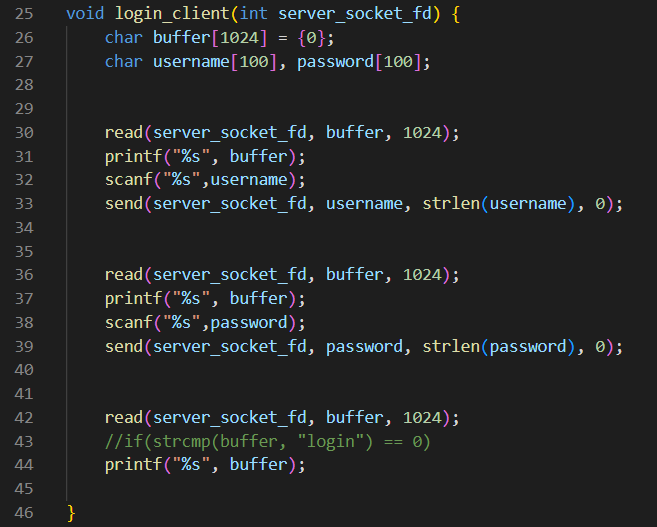 25 void login_client(int server_socket_fd) {
26 char buffer[1024] = {0};
27 char username[100], password[100];
28
29
30 read(server_socket_fd, buffer, 1024);
31 printf("%s", buffer);
32 scanf("%s",username);
33 send(server_socket_fd, username, strlen(username), 0);
34
35
36 read(server_socket_fd, buffer, 1024);
37 printf("%s", buffer);
38 scanf("%s",password);
39 send(server_socket_fd, password, strlen(password), 0);
40
41
42 read(server_socket_fd, buffer, 1024);
43 //if(strcmp(buffer, "login") == 0)
44 printf("%s", buffer);
45
46 }